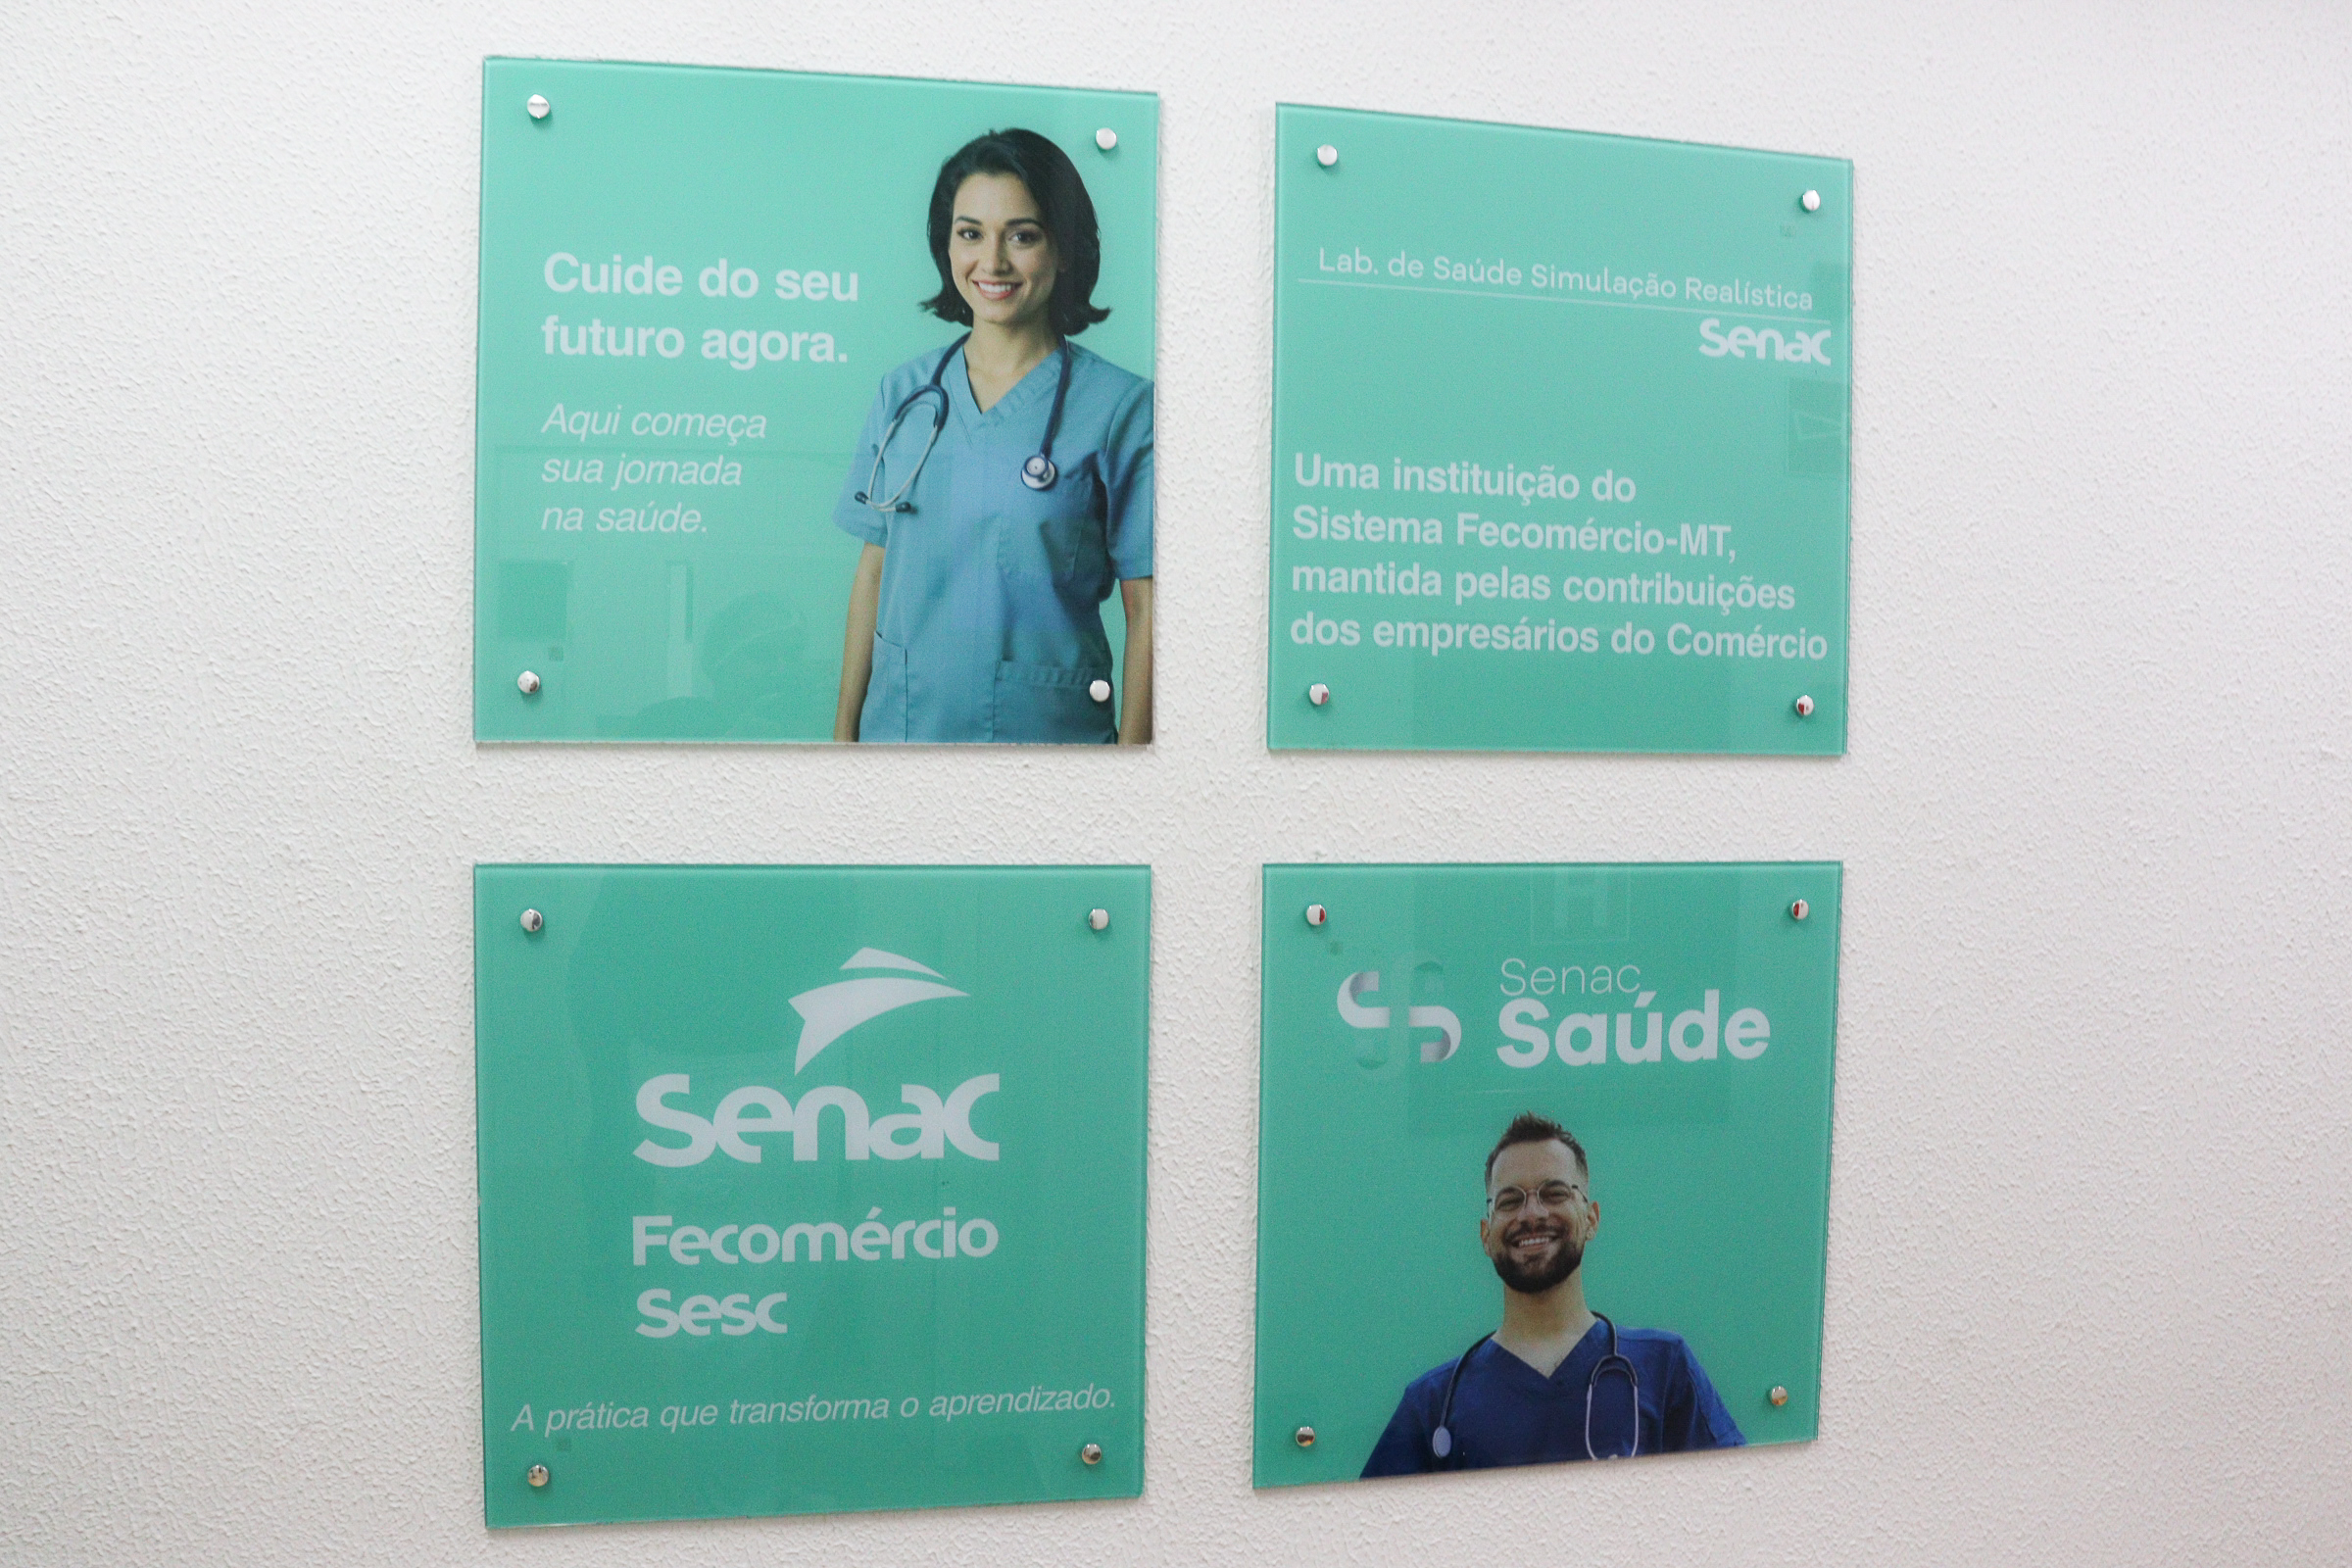 Cuide do seu
futuro agora.
Aqui começa
sua jornada
na saúde.
Lab. de Saúde Simulação Realística
Senac
Uma instituição do
Sistema Fecomércio-MT,
mantida pelas contribuições
dos empresários do Comércio
Senac
Fecomércio
Sesc
A prática que transforma o aprendizado.
Senac
Saúde